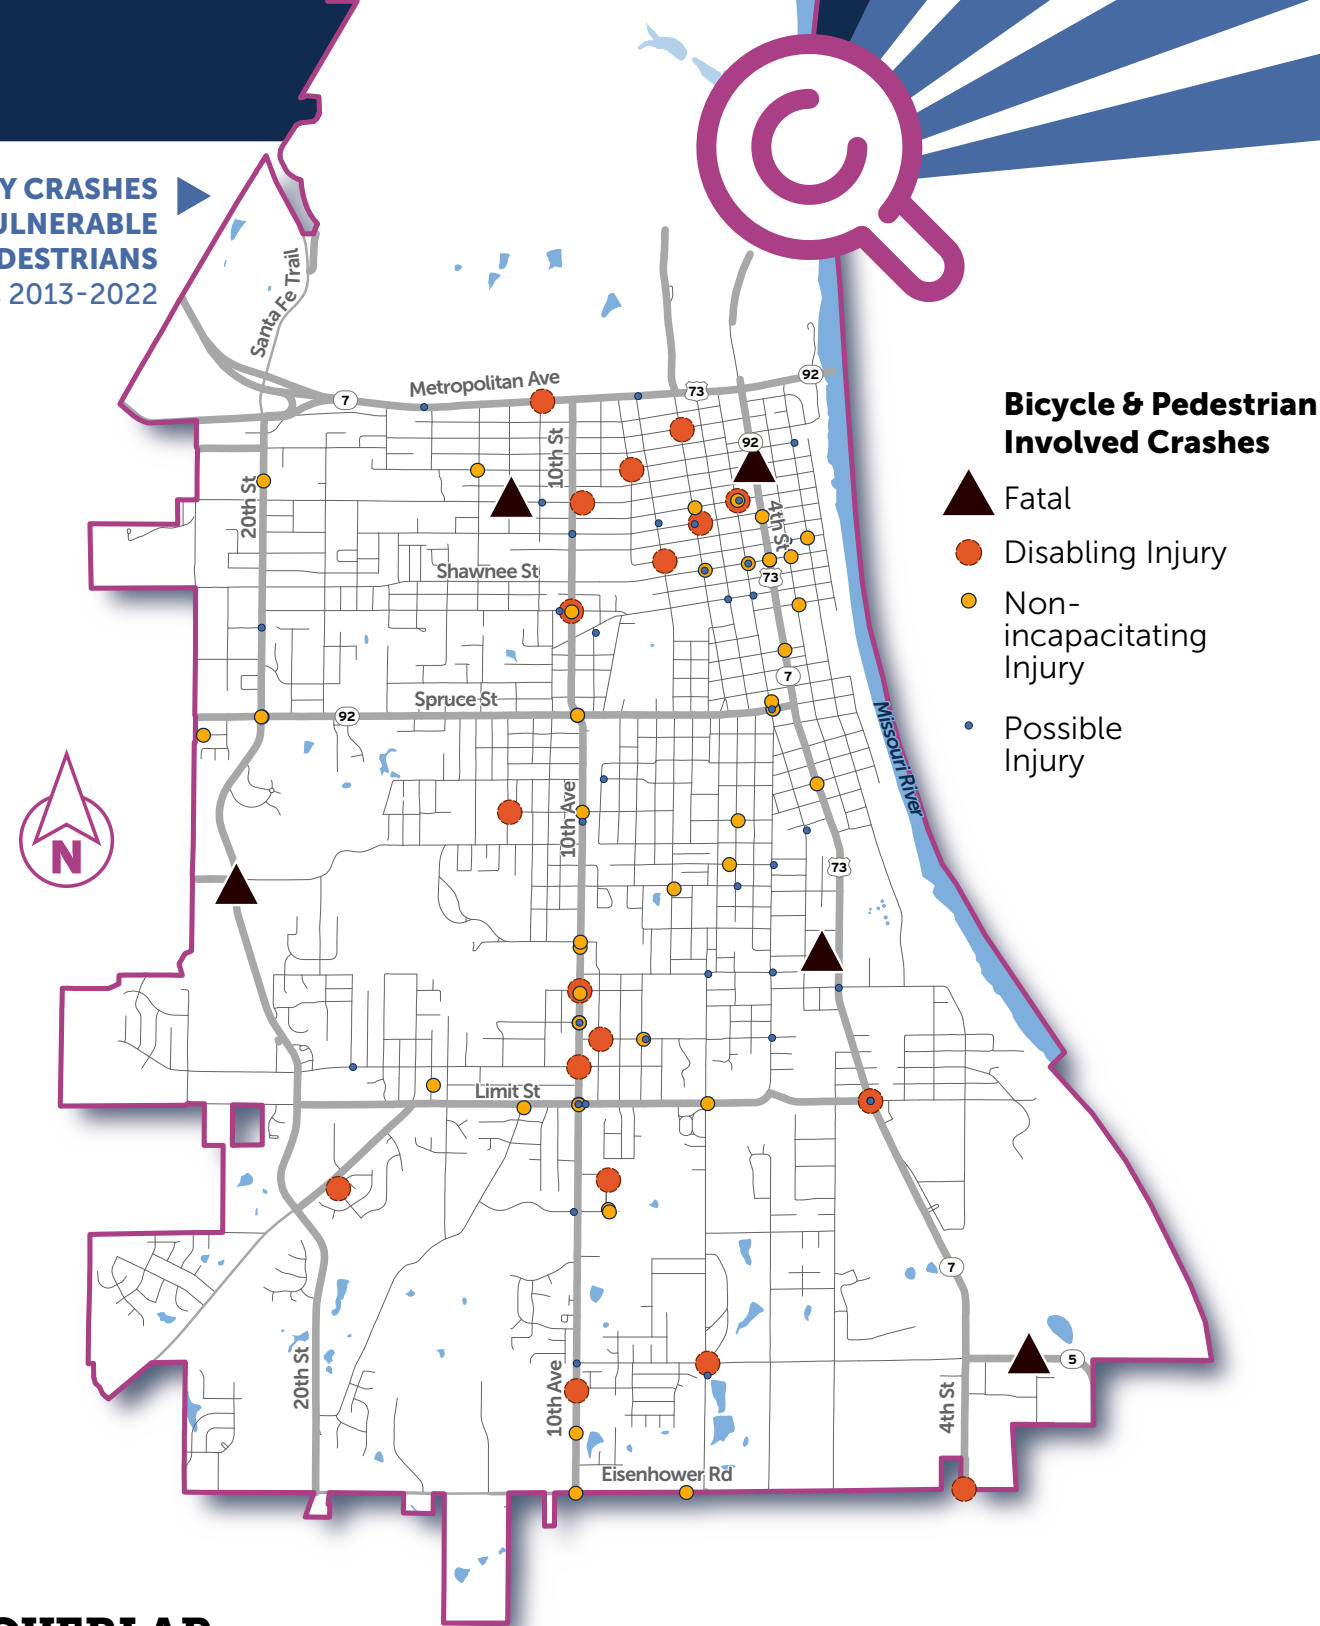 Y CRASHES
ULNERABLE
DESTRIANS
2013-2022
Santa Fe Trail
Metropolitan Ave
7
73
92
92
10th St
20th St
4th St
Shawnee St
73
7
Spruce St
92
Missouri River
10th Ave
73
N
Limit St
7
5
20th St
10th Ave
4th St
Eisenhower Rd
Bicycle & Pedestrian
Involved Crashes
Fatal
Disabling Injury
Non-
incapacitating
Injury
Possible
Injury
OVERLAP